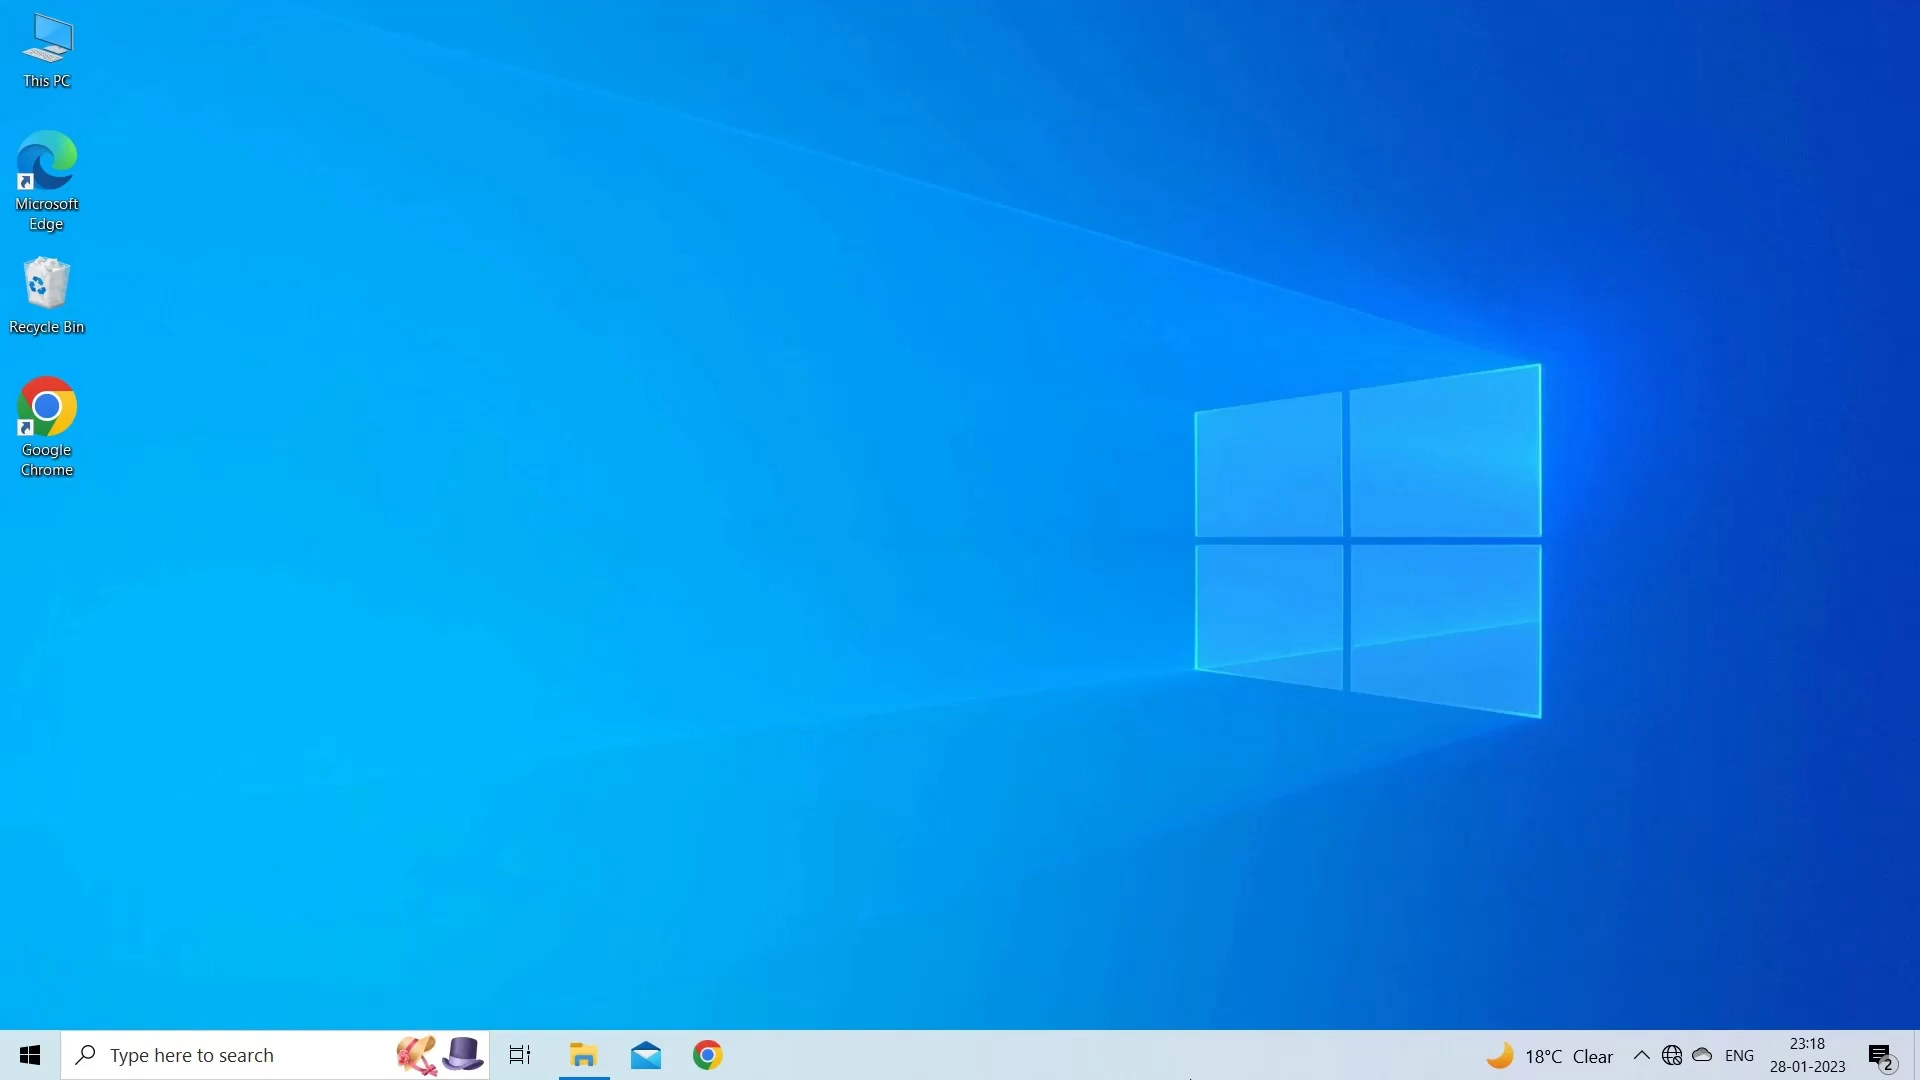 This PC
Microsoft
Edge
Recycle Bin
Google
Chrome
Type here to search
18°C Clear
ENG
23:18
28-01-2023
2